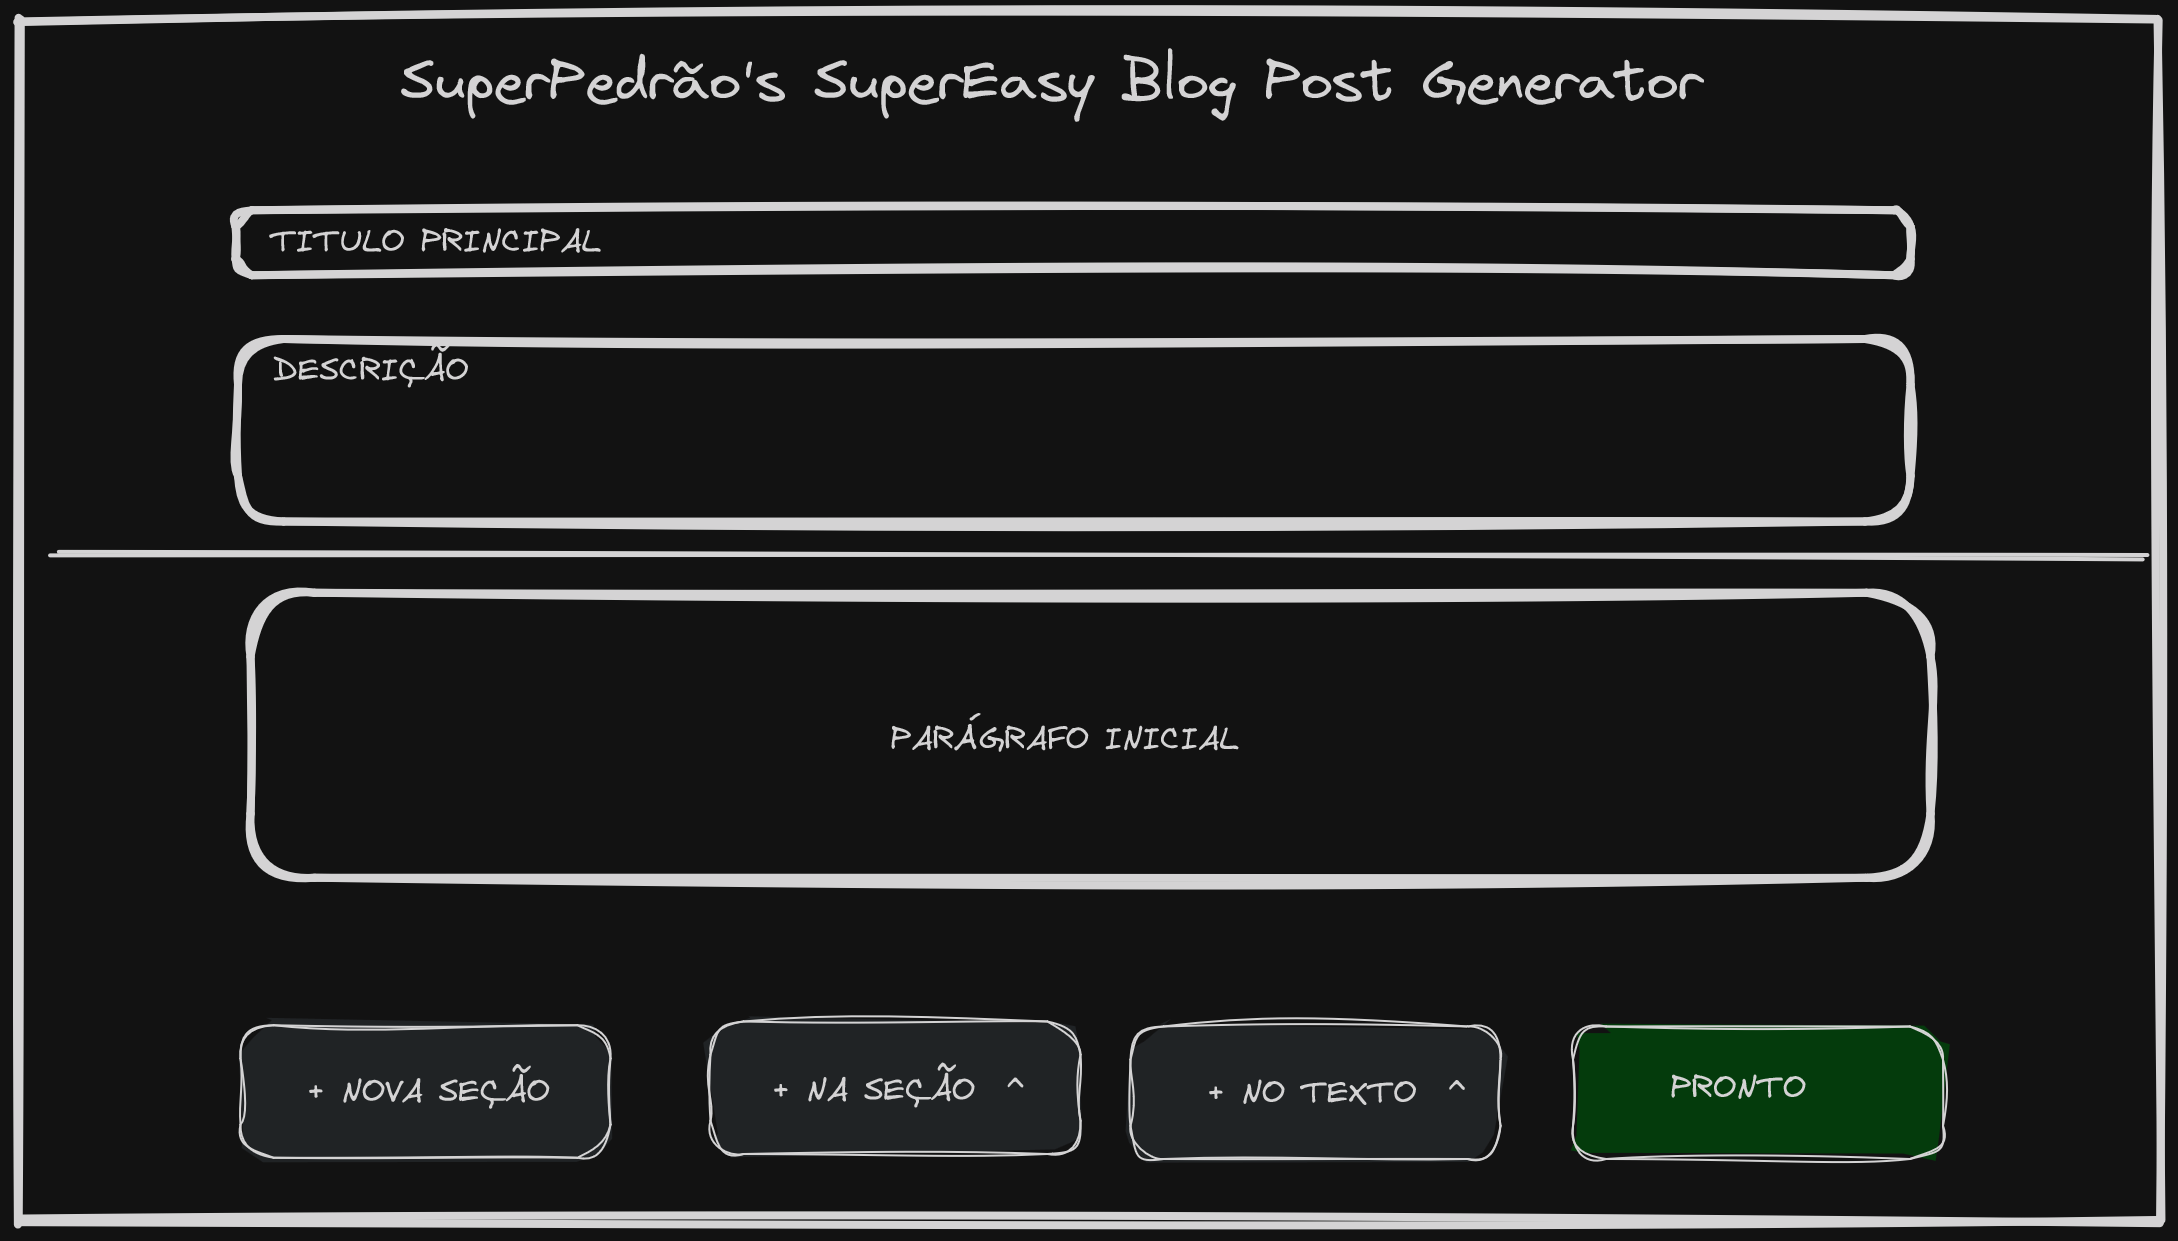 SuperPedrão's SuperEasy Blog Post Generator
TITULO PRINCIPAL
DESCRIÇÃO
PARÁGRAFO INICIAL
+ NOVA SEÇÃO
+ NA SEÇÃO ^
+ NO TEXTO ^
PRONTO